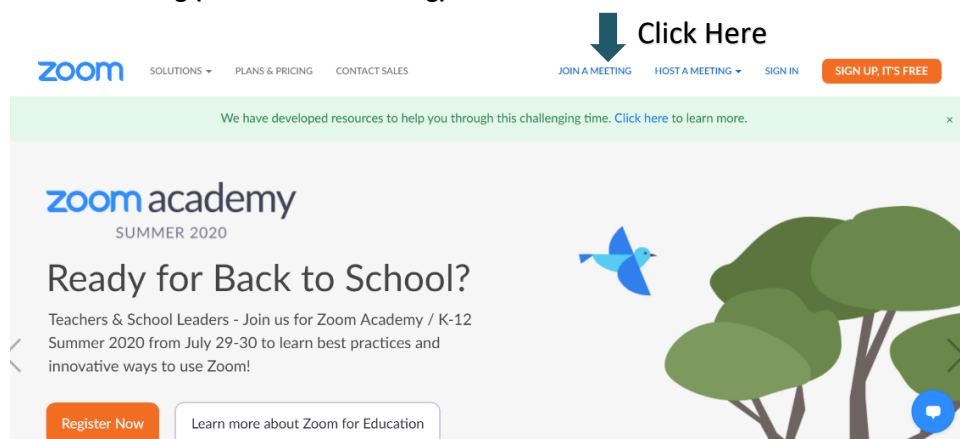 Click Here
zoom SOLUTIONS PLANS & PRICING CONTACT SALES JOIN A MEETING HOST A MEETING SIGN IN SIGN UP, IT'S FREE
We have developed resources to help you through this challenging time. Click here to learn more. ×
zoom academy
SUMMER 2020
Ready for Back to School?
Teachers & School Leaders - Join us for Zoom Academy / K-12
Summer 2020 from July 29-30 to learn best practices and
innovative ways to use Zoom!
Register Now Learn more about Zoom for Education